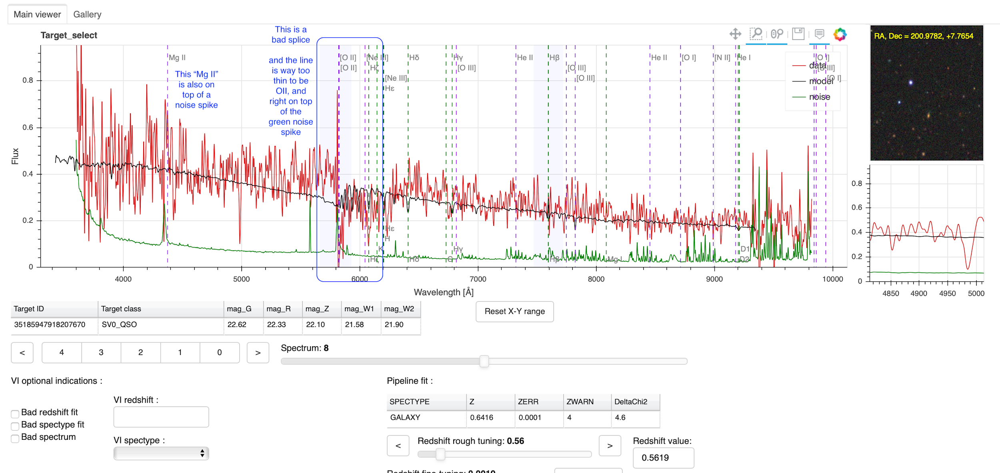 Main viewer
Gallery
Target_select
This is a
bad splice
and the line
is way too
thin to be
OII, and
right on top
of the
green noise
spike
This “Mg II”
is also on
top of a
noise spike
Mg II
[O II]
[O II]
[Ne III]
Hζ
[Ne III]
Hε
Hδ
Hγ
[O III]
He II
Hβ
[O III]
[O III]
He II
[O I]
[N II]
He I
[O I]
[O III]
[O I]
data
model
noise
Hε
H
K
Hζ
Hδ
G
Hγ
Hβ
Mg I
D1
D2
Flux
0.8
0.6
0.4
0.2
0
4000
5000
6000
7000
8000
9000
10000
Wavelength [Å]
RA, Dec = 200.9782, +7.7654
0.8
0.6
0.4
0.2
0
4850
4900
4950
5000
Target ID
Target class
mag_G
mag_R
mag_Z
mag_W1
mag_W2
35185947918207670
SV0_QSO
22.62
22.33
22.10
21.58
21.90
Reset X-Y range
<
4
3
2
1
0
>
Spectrum: 8
VI optional indications :
Bad redshift fit
Bad spectype fit
Bad spectrum
VI redshift :
VI spectype :
Pipeline fit :
SPECTYPE
Z
ZERR
ZWARN
DeltaChi2
GALAXY
0.6416
0.0001
4
4.6
<
Redshift rough tuning: 0.56
>
Redshift value:
0.5619
Redshift fine tuning: 0.0019